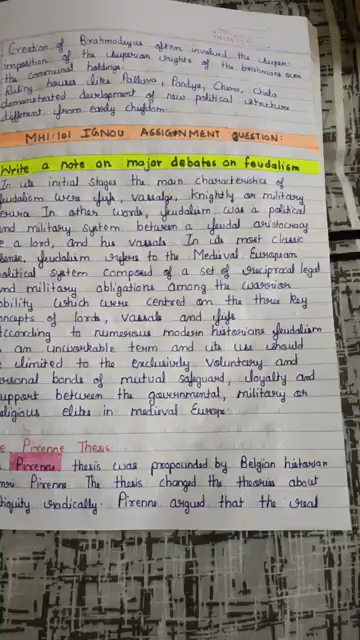 Creation of Brahmadeyas often involved the super-
imposition of the superior rights of the brahmans over
the communal holdings.
Ruling houses like Pallava, Pandya, Chera, Chola
demonstrated development of new political structure
different from early chiefdom.
MHI:101 IGNOU ASSIGNMENT QUESTION:
Write a note on major debates on feudalism
In its initial stages the main characteristics of
feudalism were fiefs, vassalage, knightly or military
In other words, feudalism was a political
and military system between a feudal aristocracy
a lord, and his vassals. In its most classic
sense, feudalism refers to the Medieval European
political system composed of a set of reciprocal legal
and military obligations among the warrior
nobility which were centred on the three key
concepts of lords, vassals and fiefs
According to numerous modern historians feudalism
an unworkable term and its use should
limited to the exclusively voluntary and
personal bonds of mutual safeguard, loyalty and
support between the governmental, military or
religious elites in medieval Europe.
Pirenne Thesis:
Pirenne thesis was propounded by Belgian historian
Pirenne. The thesis changed the theories about
radically. Pirenne argued that the real